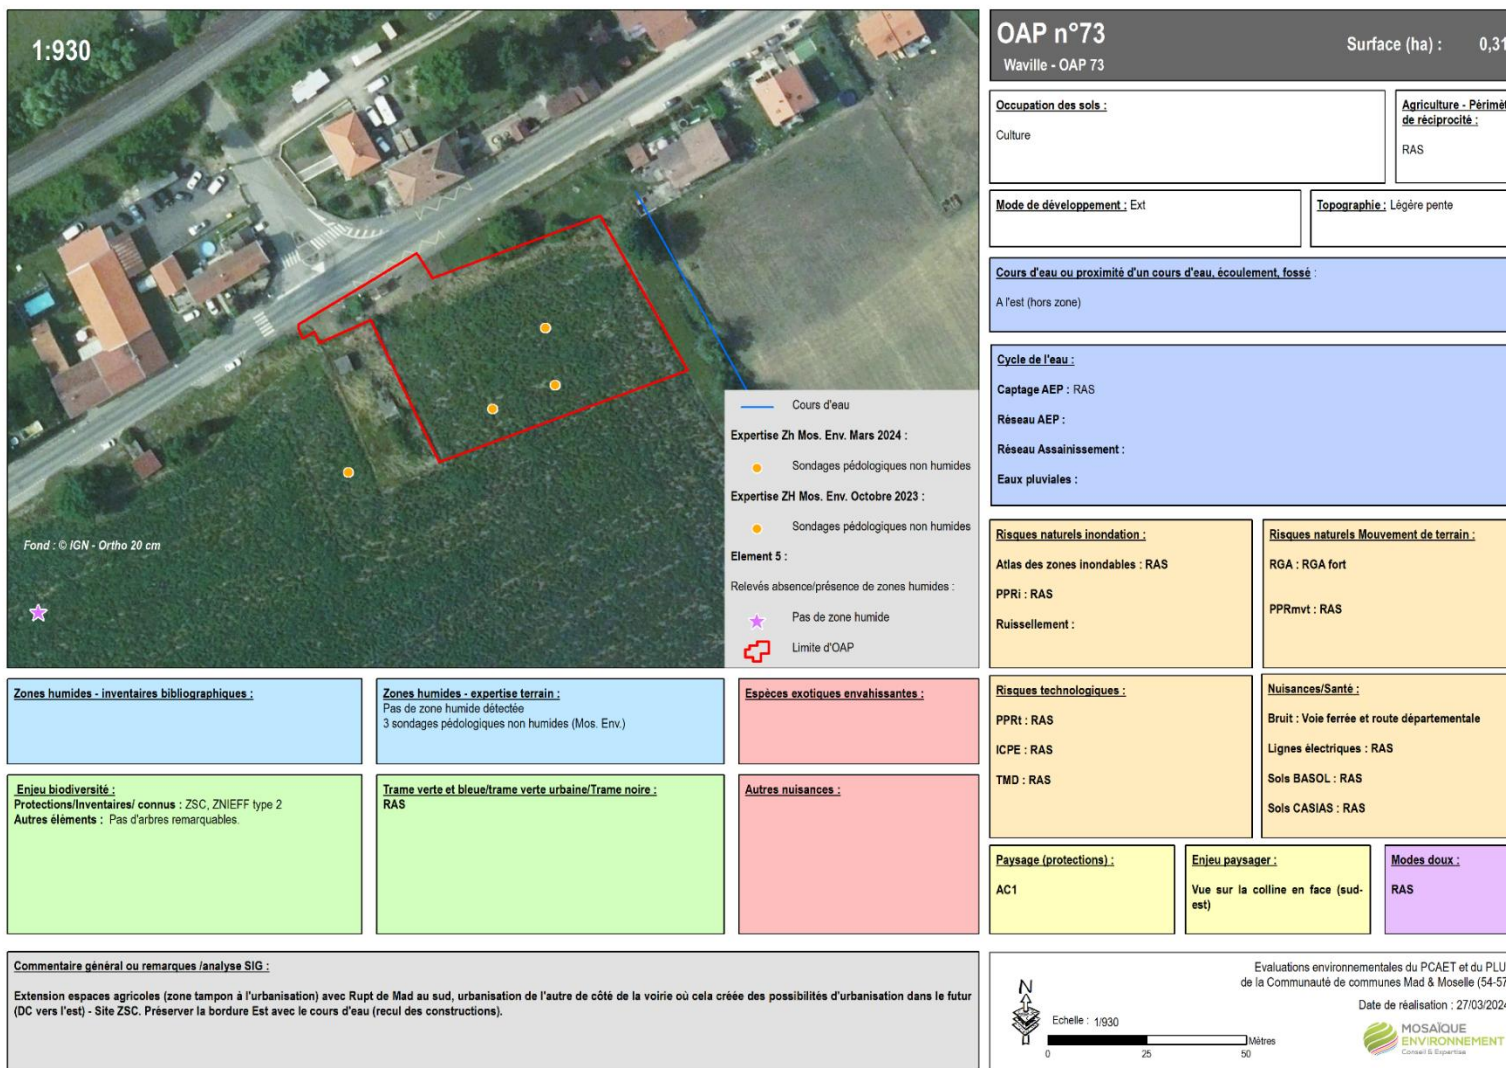 1:930
Fond : © IGN - Ortho 20 cm
Cours d'eau
Expertise Zh Mos. Env. Mars 2024 :
Sondages pédologiques non humides
Expertise ZH Mos. Env. Octobre 2023 :
Sondages pédologiques non humides
Element 5 :
Relevés absence/présence de zones humides :
Pas de zone humide
Limite d'OAP
OAP n°73
Surface (ha) : 0,31
Waville - OAP 73
Occupation des sols :
Culture
Agriculture - Périmèt
de réciprocité :
RAS
Mode de développement : Ext
Topographie : Légère pente
Cours d'eau ou proximité d'un cours d'eau, écoulement, fossé :
A l'est (hors zone)
Cycle de l'eau :
Captage AEP : RAS
Réseau AEP :
Réseau Assainissement :
Eaux pluviales :
Risques naturels inondation :
Atlas des zones inondables : RAS
PPRi : RAS
Ruissellement :
Risques naturels Mouvement de terrain :
RGA : RGA fort
PPRmvt : RAS
Zones humides - inventaires bibliographiques :
Zones humides - expertise terrain :
Pas de zone humide détectée
3 sondages pédologiques non humides (Mos. Env.)
Espèces exotiques envahissantes :
Risques technologiques :
PPRt : RAS
ICPE : RAS
TMD : RAS
Nuisances/Santé :
Bruit : Voie ferrée et route départementale
Lignes électriques : RAS
Sols BASOL : RAS
Sols CASIAS : RAS
Enjeu biodiversité :
Protections/Inventaires/ connus : ZSC, ZNIEFF type 2
Autres éléments : Pas d'arbres remarquables.
Trame verte et bleue/trame verte urbaine/Trame noire :
RAS
Autres nuisances :
Paysage (protections) :
AC1
Enjeu paysager :
Vue sur la colline en face (sud-
est)
Modes doux :
RAS
Commentaire général ou remarques /analyse SIG :
Extension espaces agricoles (zone tampon à l'urbanisation) avec Rupt de Mad au sud, urbanisation de l'autre de côté de la voirie où cela créée des possibilités d'urbanisation dans le futur
(DC vers l'est) - Site ZSC. Préserver la bordure Est avec le cours d'eau (recul des constructions).
Evaluations environnementales du PCAET et du PLU
de la Communauté de communes Mad & Moselle (54-57
Date de réalisation : 27/03/2024
N
Echelle : 1/930
Mètres
0 25 50
MOSAÏQUE
ENVIRONNEMENT
Conseil & Expertise